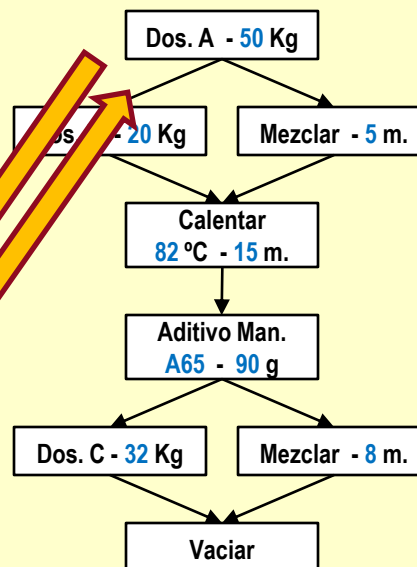 Dos. A - 50 Kg
- 20 Kg
Mezclar - 5 m.
Calentar
82 ºC - 15 m.
Aditivo Man.
A65 - 90 g
Dos. C - 32 Kg
Mezclar - 8 m.
Vaciar